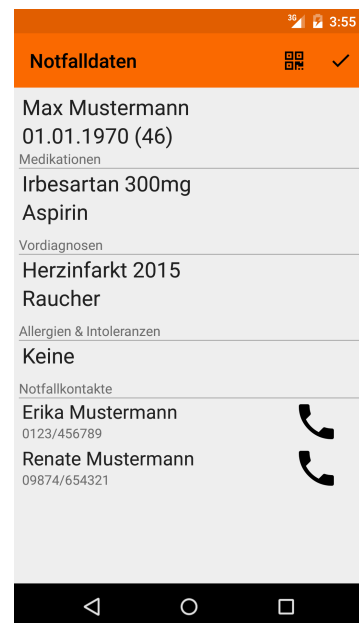 3G 3:55
Notfalldaten
Max Mustermann
01.01.1970 (46)
Medikationen
Irbesartan 300mg
Aspirin
Vordiagnosen
Herzinfarkt 2015
Raucher
Allergien & Intoleranzen
Keine
Notfallkontakte
Erika Mustermann
0123/456789
Renate Mustermann
09874/654321